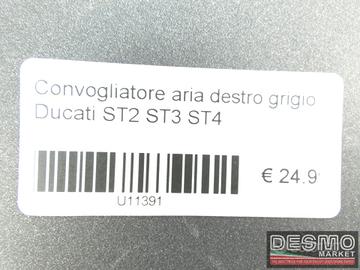 Convogliatore aria destro grigio
Ducati ST2 ST3 ST4
€ 24.9
U11391
DESMO
MARKET